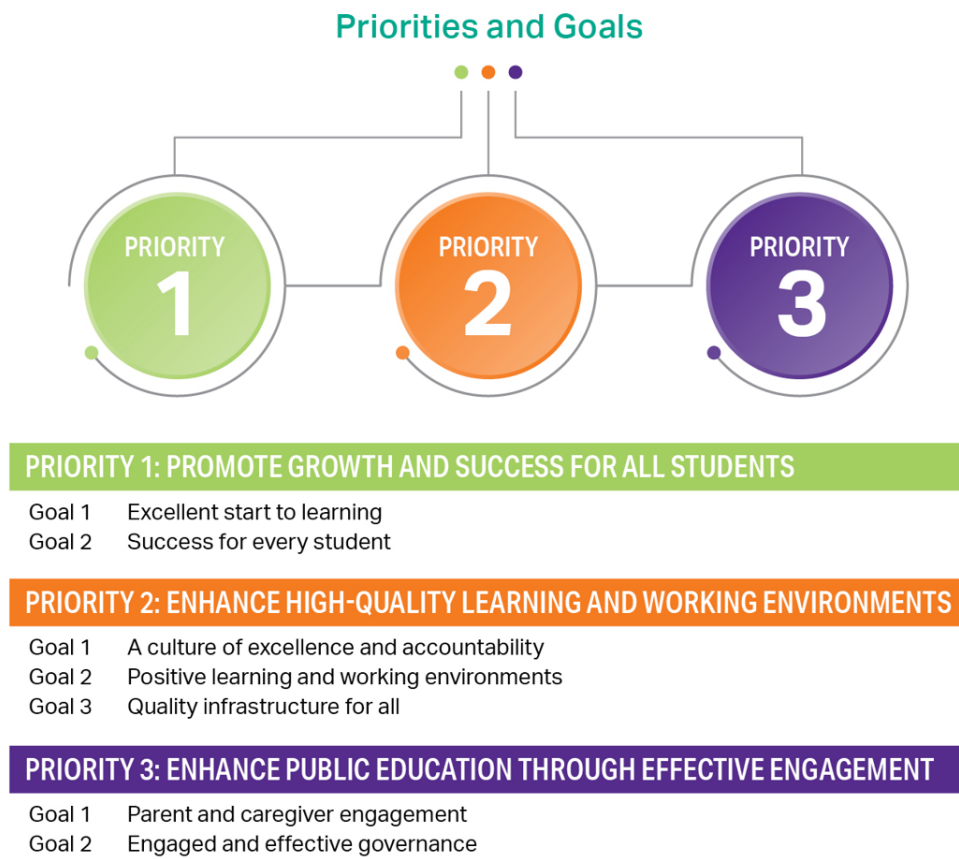 Priorities and Goals
PRIORITY
1
PRIORITY
2
PRIORITY
3
PRIORITY 1: PROMOTE GROWTH AND SUCCESS FOR ALL STUDENTS
Goal 1 Excellent start to learning
Goal 2 Success for every student
PRIORITY 2: ENHANCE HIGH-QUALITY LEARNING AND WORKING ENVIRONMENTS
Goal 1 A culture of excellence and accountability
Goal 2 Positive learning and working environments
Goal 3 Quality infrastructure for all
PRIORITY 3: ENHANCE PUBLIC EDUCATION THROUGH EFFECTIVE ENGAGEMENT
Goal 1 Parent and caregiver engagement
Goal 2 Engaged and effective governance